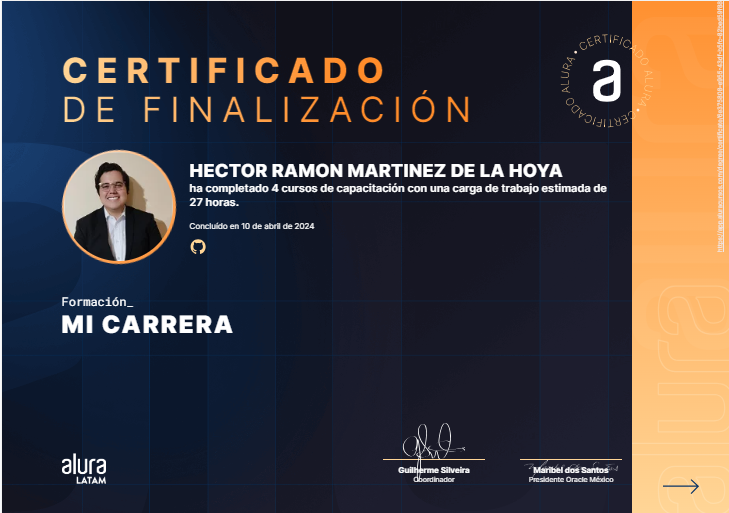 CERTIFICADO
DE FINALIZACIÓN
CERTIFICADO ALURA • CERTIFICADO ALURA •
a
HECTOR RAMON MARTINEZ DE LA HOYA
ha completado 4 cursos de capacitación con una carga de trabajo estimada de
27 horas.
Concluido en 10 de abril de 2024
Formación_
MI CARRERA
alura
LATAM
Guilherme Silveira
Coordinador
Maribel dos Santos
Presidente Oracle México
alura